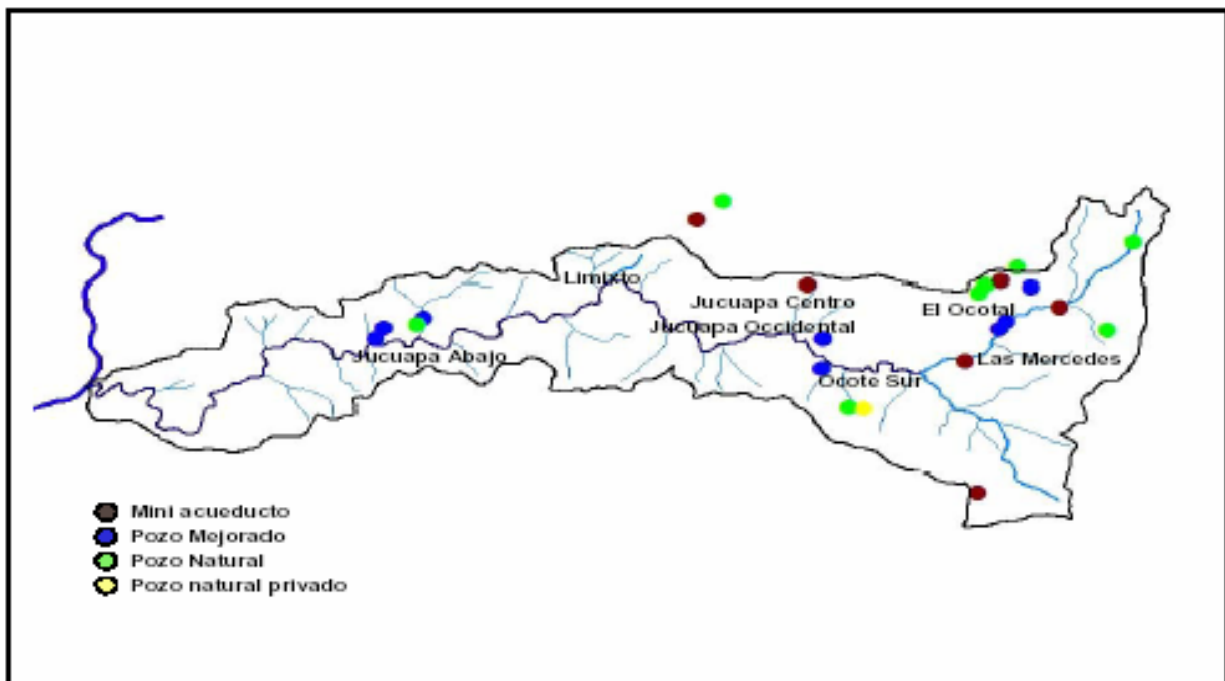 Limixto
Jucuapa Centro
El Ocotal
Jucuapa Occidental
Jucuapa Abajo
Las Mercedes
Ocote Sur
Mini acueducto
Pozo Mejorado
Pozo Natural
Pozo natural privado